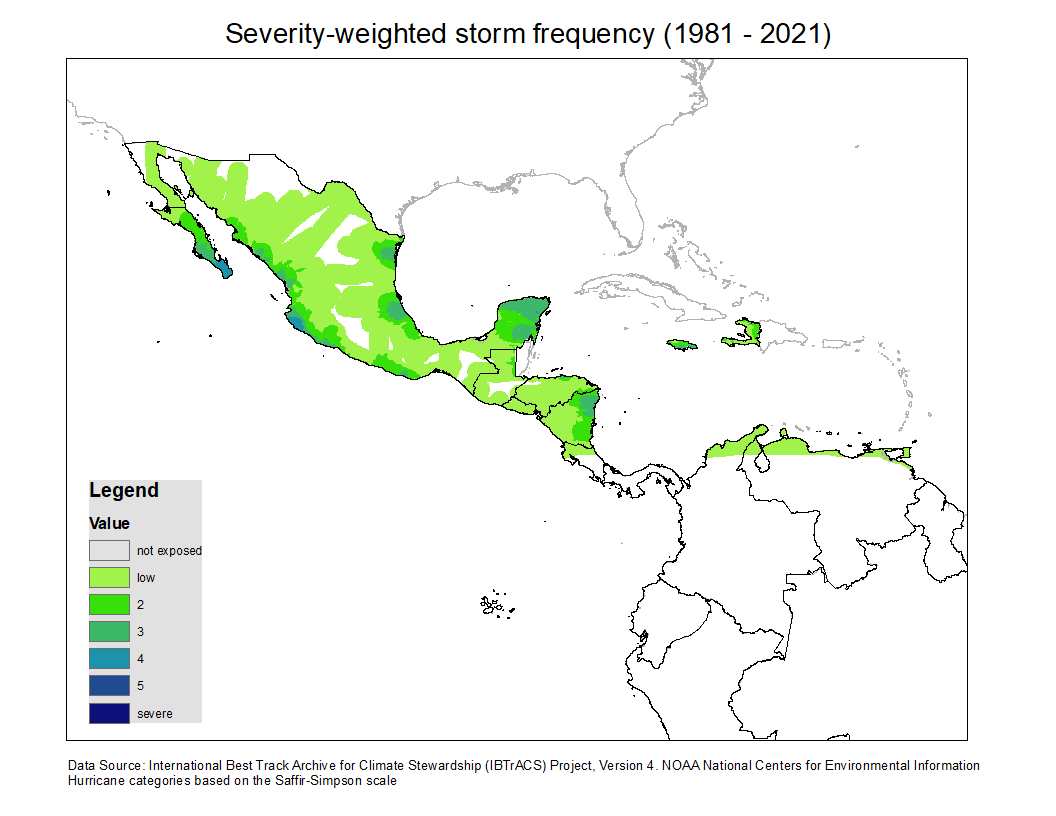 Severity-weighted storm frequency (1981 - 2021)
Legend
Value
not exposed
low
2
3
4
5
severe
Data Source: International Best Track Archive for Climate Stewardship (IBTrACS) Project, Version 4. NOAA National Centers for Environmental Information
Hurricane categories based on the Saffir-Simpson scale